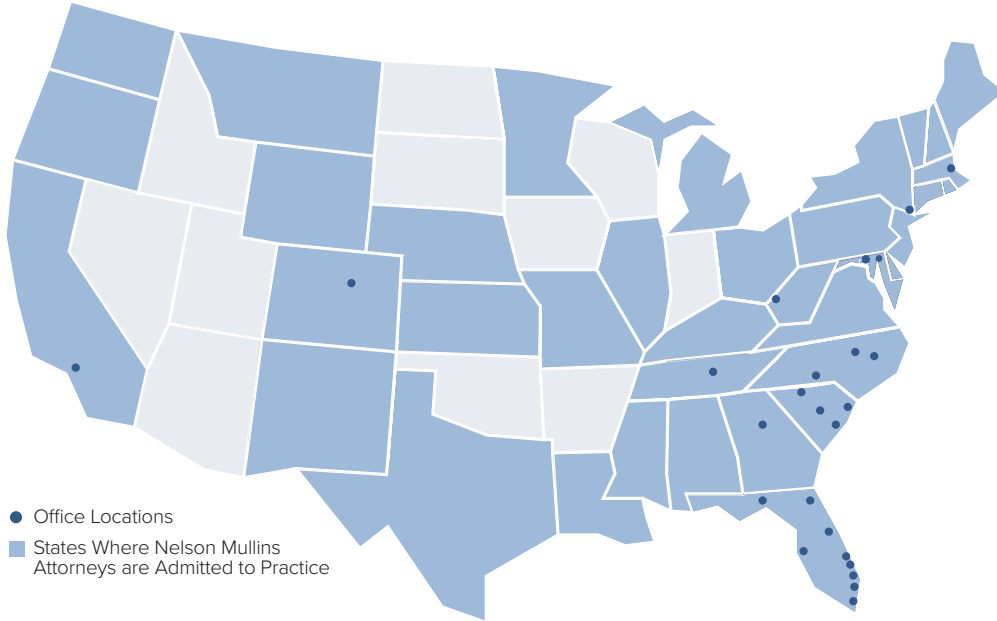 Office Locations
States Where Nelson Mullins
Attorneys are Admitted to Practice